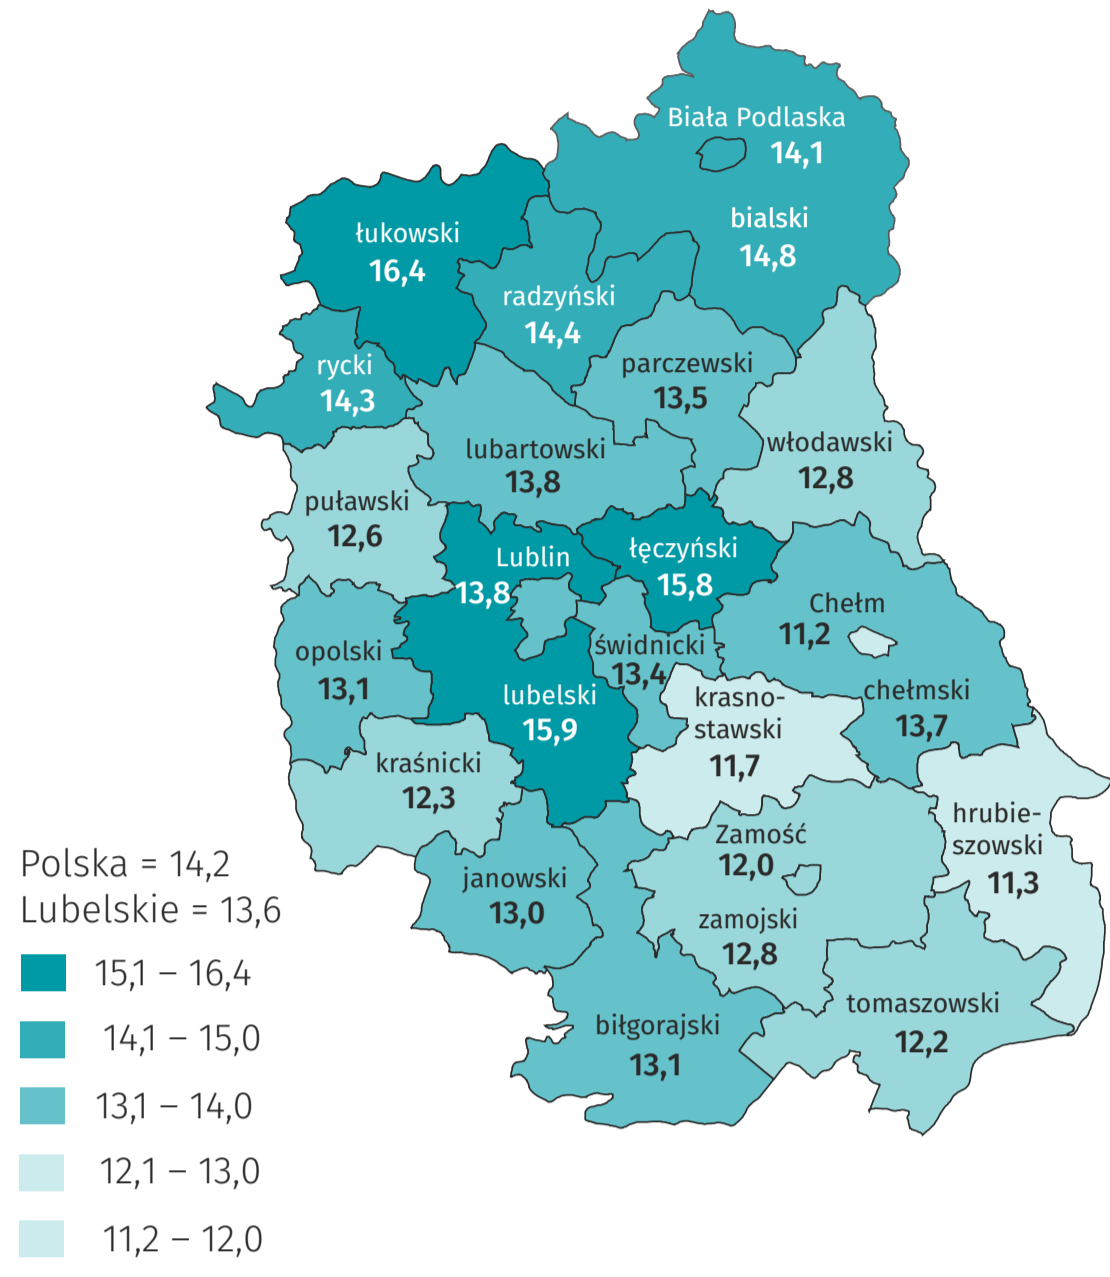 Biała Podlaska
14,1
bialski
14,8
łukowski
16,4
radzyński
14,4
rycki
14,3
parczewski
13,5
włodawski
12,8
lubartowski
13,8
puławski
12,6
Lublin
13,8
łęczyński
15,8
Chełm
11,2
opolski
13,1
świdnicki
13,4
lubelski
15,9
krasno-
stawski
11,7
chełmski
13,7
kraśnicki
12,3
hrubie-
szowski
11,3
Zamość
12,0
janowski
13,0
zamojski
12,8
tomaszowski
12,2
biłgorajski
13,1
Polska = 14,2
Lubelskie = 13,6
15,1 – 16,4
14,1 – 15,0
13,1 – 14,0
12,1 – 13,0
11,2 – 12,0